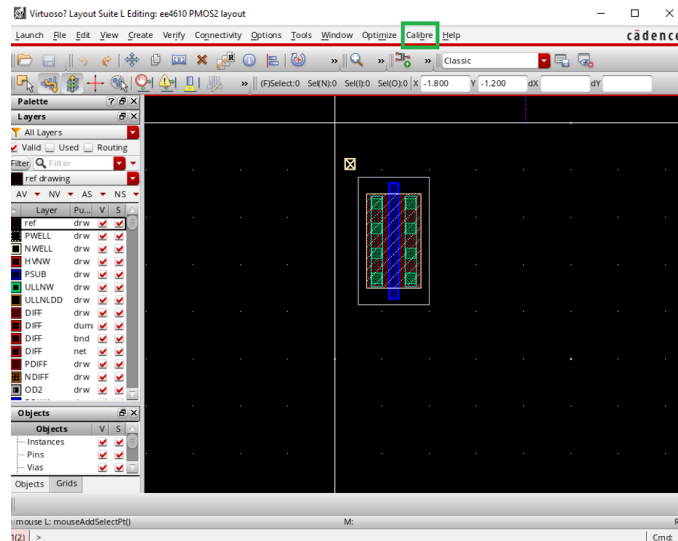 Virtuoso? Layout Suite L Editing: ee4610 PMOS2 layout
Launch File Edit View Create Verify Connectivity Options Tools Window Optimize Calibre Help
cādence
Classic
(F)Select:0 Sel(N):0 Sel(I):0 Sel(O):0 X -1.800 Y -1.200 dX dY
Palette
Layers
All Layers
Valid Used Routing
Filter Filter
ref drawing
AV NV AS NS
Layer Pu... V S
ref drw
PWELL drw
NWELL drw
HVNW drw
PSUB drw
ULLNW drw
ULLNLDD drw
DIFF drw
DIFF dum
DIFF bnd
DIFF net
PDIFF drw
NDIFF drw
OD2 drw
Objects
Objects V S
Instances
Pins
Vias
Objects Grids
mouse L: mouseAddSelectPt() M: R
1(2) > Cmd: